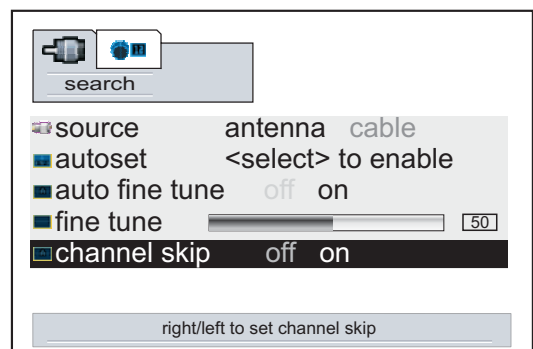 search
source antenna cable
autoset <select> to enable
auto fine tune off on
fine tune 50
channel skip off on
right/left to set channel skip